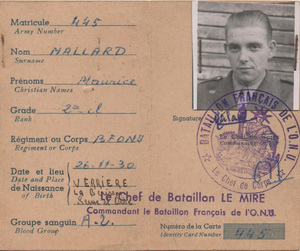 Matricule 445
Army Number
Nom MALLARD
Surname
Prénoms Maurice
Christian Names
Grade 2e cl
Rank
Signature
Régiment ou Corps BFONU
Regiment or Corps
Date et lieu 26-11-30
Date and Place
de Naissance VERRIERE
of Birth
Le Chef de Bataillon LE MIRE
Commandant le Bataillon Français de l'O.N.U.
Groupe sanguin
Blood Group
Numéro de la Carte
Identity Card Number 445
BATAILLON FRANÇAIS DE L'O.N.U.
Le Chef de Corps